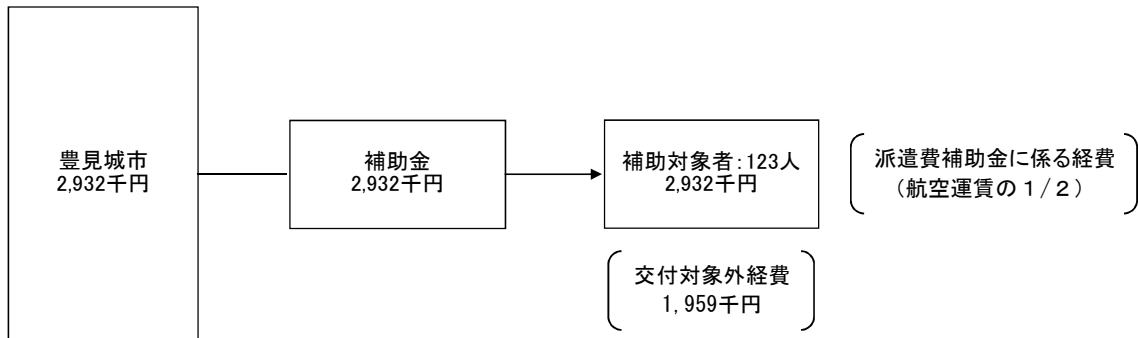 豊見城市
2,932千円
補助金
2,932千円
補助対象者:123人
2,932千円
派遣費補助金に係る経費
(航空運賃の1/2)
交付対象外経費
1,959千円